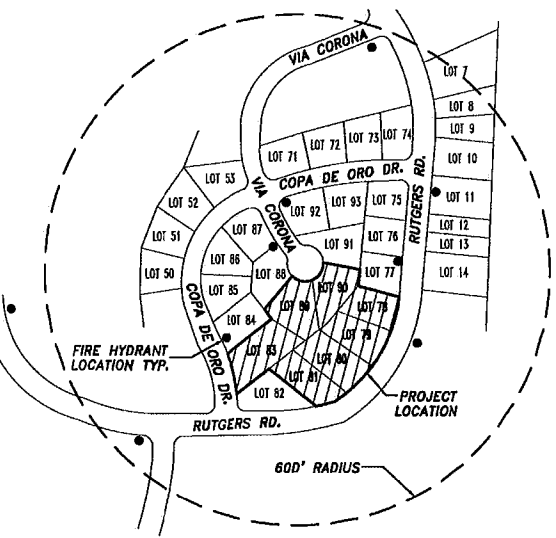 VIA CORONA
LOT 7
LOT 8
LOT 9
LOT 10
LOT 11
LOT 12
LOT 13
LOT 14
LOT 71
LOT 72
LOT 73
LOT 74
COPA DE ORO DR.
RUTGERS RD.
LOT 53
LOT 52
LOT 51
LOT 50
VIA CORONA
LOT 92
LOT 93
LOT 75
LOT 87
LOT 86
LOT 85
LOT 84
LOT 88
LOT 91
LOT 76
LOT 77
LOT 90
LOT 89
LOT 78
LOT 79
LOT 80
LOT 81
LOT 83
LOT 82
COPA DE ORO DR.
FIRE HYDRANT
LOCATION TYP.
PROJECT
LOCATION
RUTGERS RD.
60D' RADIUS